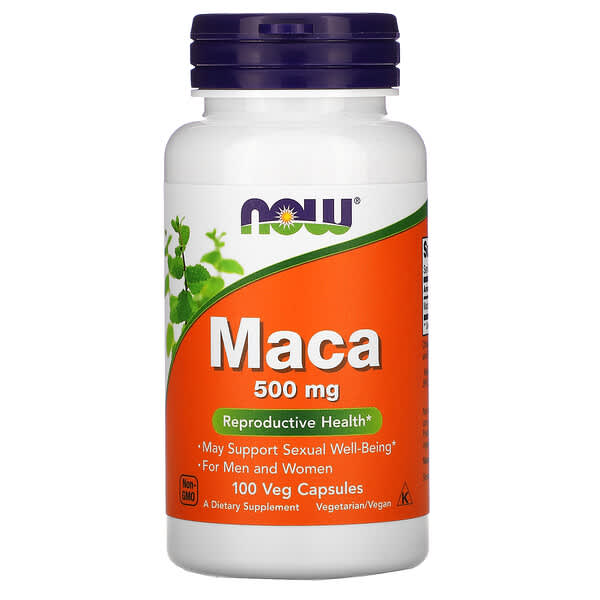 NOW®
Maca
500 mg
Reproductive Health*
• May Support Sexual Well-Being*
• For Men and Women
100 Veg Capsules
Non-
GMO
A Dietary Supplement Vegetarian/Vegan
K